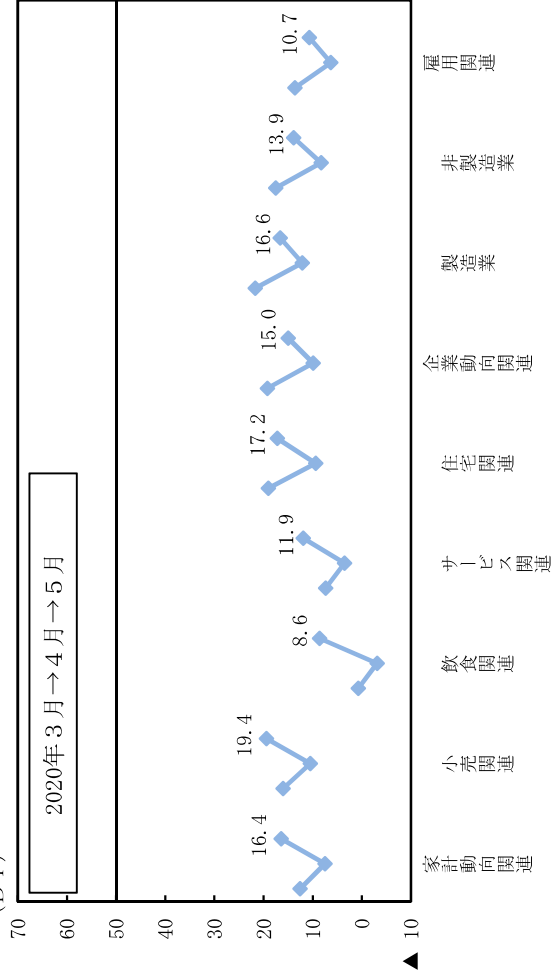 (DI)
70
60
50
40
30
20
10
0
▲ 10
2020年3月→4月→5月
16.4
19.4
8.6
11.9
17.2
15.0
16.6
13.9
10.7
家計動向関連
小売関連
飲食関連
サービス関連
住宅関連
企業動向関連
製造業
非製造業
雇用関連